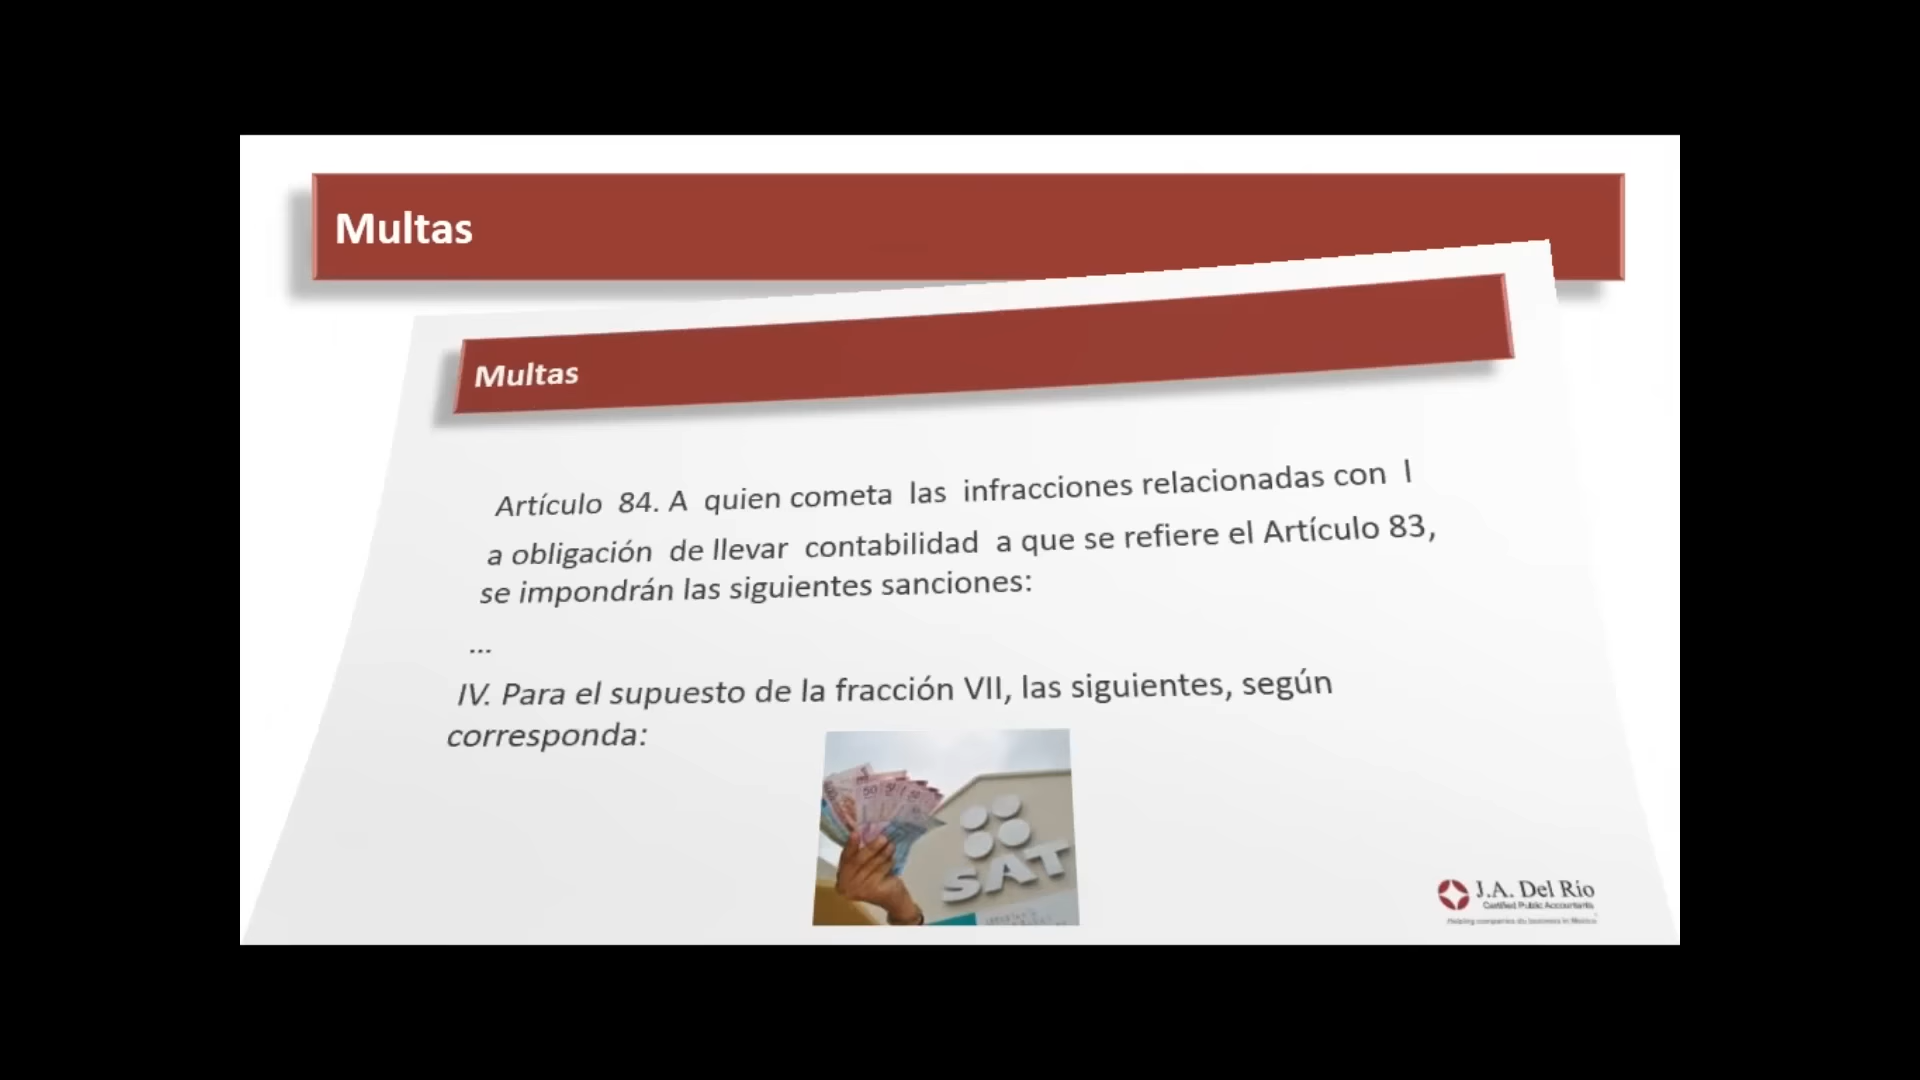 Multas
Multas
Artículo 84. A quien cometa las infracciones relacionadas con l
a obligación de llevar contabilidad a que se refiere el Artículo 83,
se impondrán las siguientes sanciones:
...
IV. Para el supuesto de la fracción VII, las siguientes, según
corresponda:
50
SAT
J.A. Del Río
Certified Public Accountants
Helping companies do business in Mexico